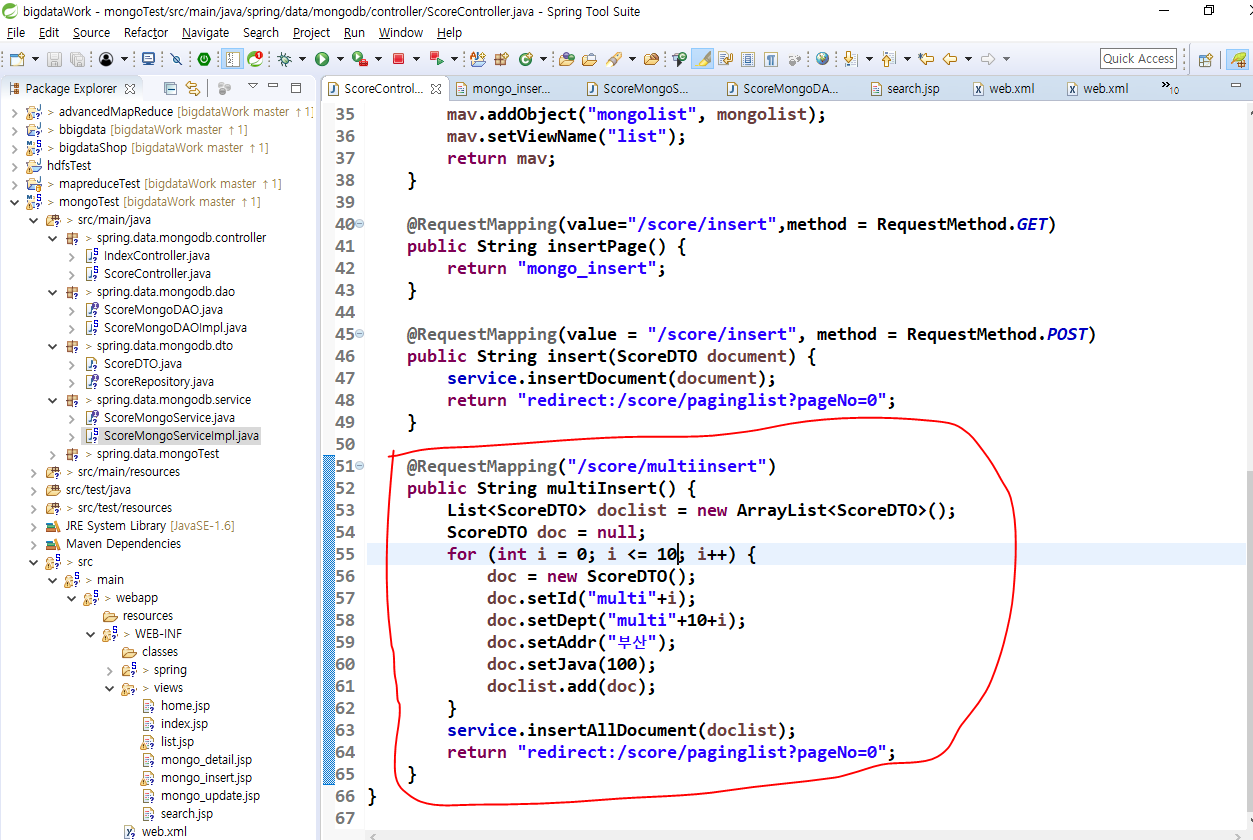 bigdataWork - mongoTest/src/main/java/spring/data/mongodb/controller/ScoreController.java - Spring Tool Suite
File Edit Source Refactor Navigate Search Project Run Window Help
Quick Access
Package Explorer
ScoreControl...
mongo_inser...
ScoreMongoS...
ScoreMongoDA...
search.jsp
web.xml
web.xml
»10
> advancedMapReduce [bigdataWork master ↑1]
> bbigdata [bigdataWork master ↑1]
> bigdataShop [bigdataWork master ↑1]
hdfsTest
> mapreduceTest [bigdataWork master ↑1]
> mongoTest [bigdataWork master ↑1]
> src/main/java
> spring.data.mongodb.controller
IndexController.java
ScoreController.java
> spring.data.mongodb.dao
ScoreMongoDAO.java
ScoreMongoDAOImpl.java
> spring.data.mongodb.dto
ScoreDTO.java
ScoreRepository.java
> spring.data.mongodb.service
ScoreMongoService.java
ScoreMongoServiceImpl.java
> spring.data.mongoTest
> src/main/resources
src/test/java
> src/test/resources
JRE System Library [JavaSE-1.6]
Maven Dependencies
> src
> main
> webapp
resources
> WEB-INF
classes
> spring
> views
home.jsp
index.jsp
list.jsp
mongo_detail.jsp
mongo_insert.jsp
mongo_update.jsp
search.jsp
web.xml
35 mav.addObject("mongolist", mongolist);
36 mav.setViewName("list");
37 return mav;
38 }
39
40 @RequestMapping(value="/score/insert",method = RequestMethod.GET)
41 public String insertPage() {
42 return "mongo_insert";
43 }
44
45 @RequestMapping(value = "/score/insert", method = RequestMethod.POST)
46 public String insert(ScoreDTO document) {
47 service.insertDocument(document);
48 return "redirect:/score/paginglist?pageNo=0";
49 }
50
51 @RequestMapping("/score/multiinsert")
52 public String multiInsert() {
53 List<ScoreDTO> doclist = new ArrayList<ScoreDTO>();
54 ScoreDTO doc = null;
55 for (int i = 0; i <= 10; i++) {
56 doc = new ScoreDTO();
57 doc.setId("multi"+i);
58 doc.setDept("multi"+10+i);
59 doc.setAddr("부산");
60 doc.setJava(100);
61 doclist.add(doc);
62 }
63 service.insertAllDocument(doclist);
64 return "redirect:/score/paginglist?pageNo=0";
65 }
66 }
67